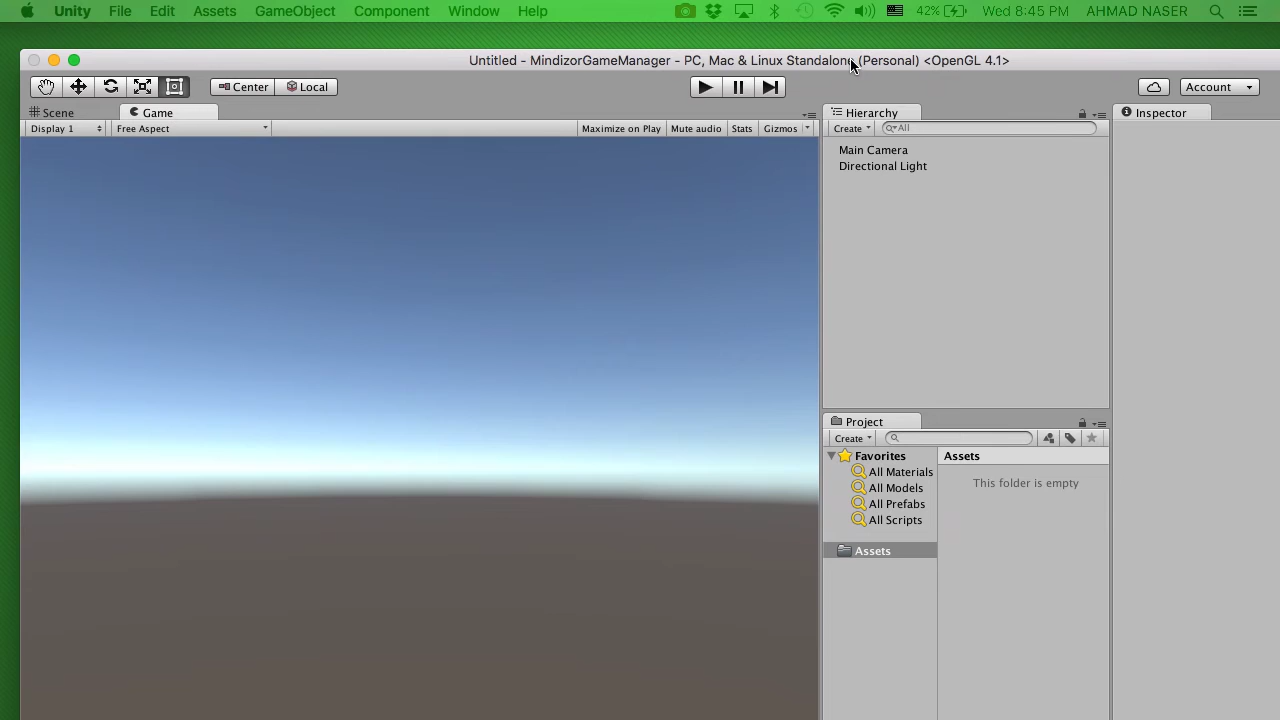 Unity File Edit Assets GameObject Component Window Help 42% Wed 8:45 PM AHMAD NASER
Untitled - MindizorGameManager - PC, Mac & Linux Standalone (Personal) <OpenGL 4.1>
Center Local Account
Scene Game Hierarchy Inspector
Display 1 Free Aspect Maximize on Play Mute audio Stats Gizmos Create All
Main Camera
Directional Light
Project
Create
Favorites Assets
All Materials
This folder is empty
All Models
All Prefabs
All Scripts
Assets